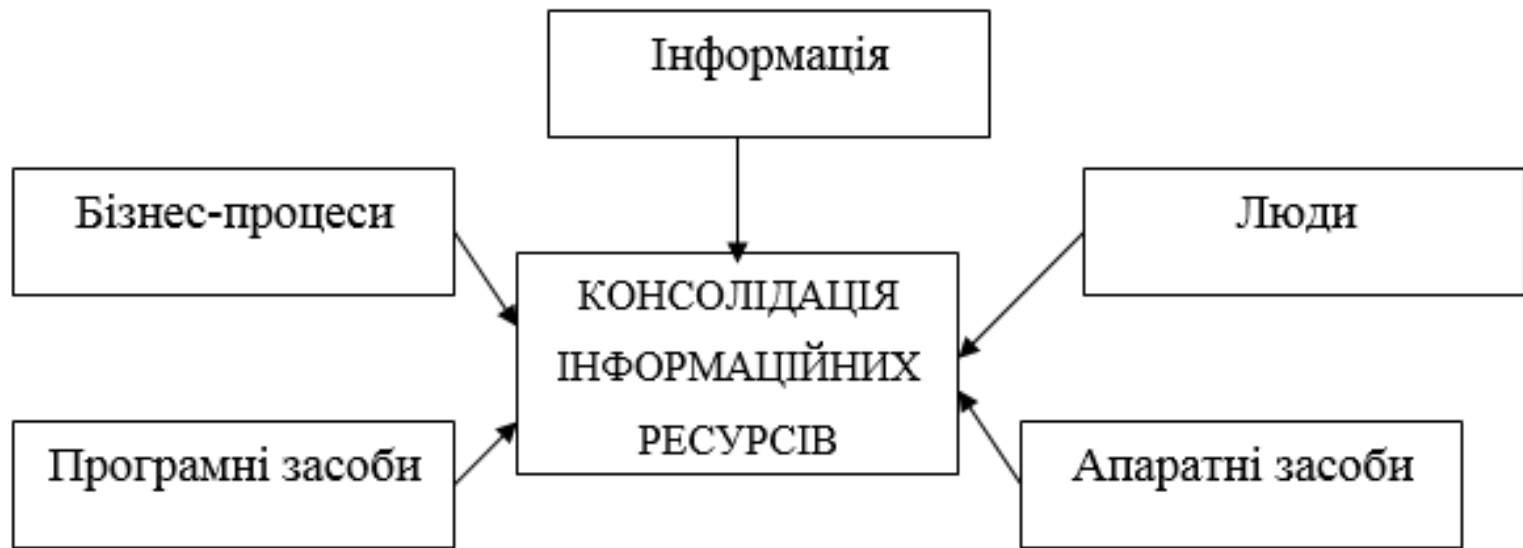 Інформація
Бізнес-процеси
Люди
КОНСОЛІДАЦІЯ
ІНФОРМАЦІЙНИХ
РЕСУРСІВ
Програмні засоби
Апаратні засоби